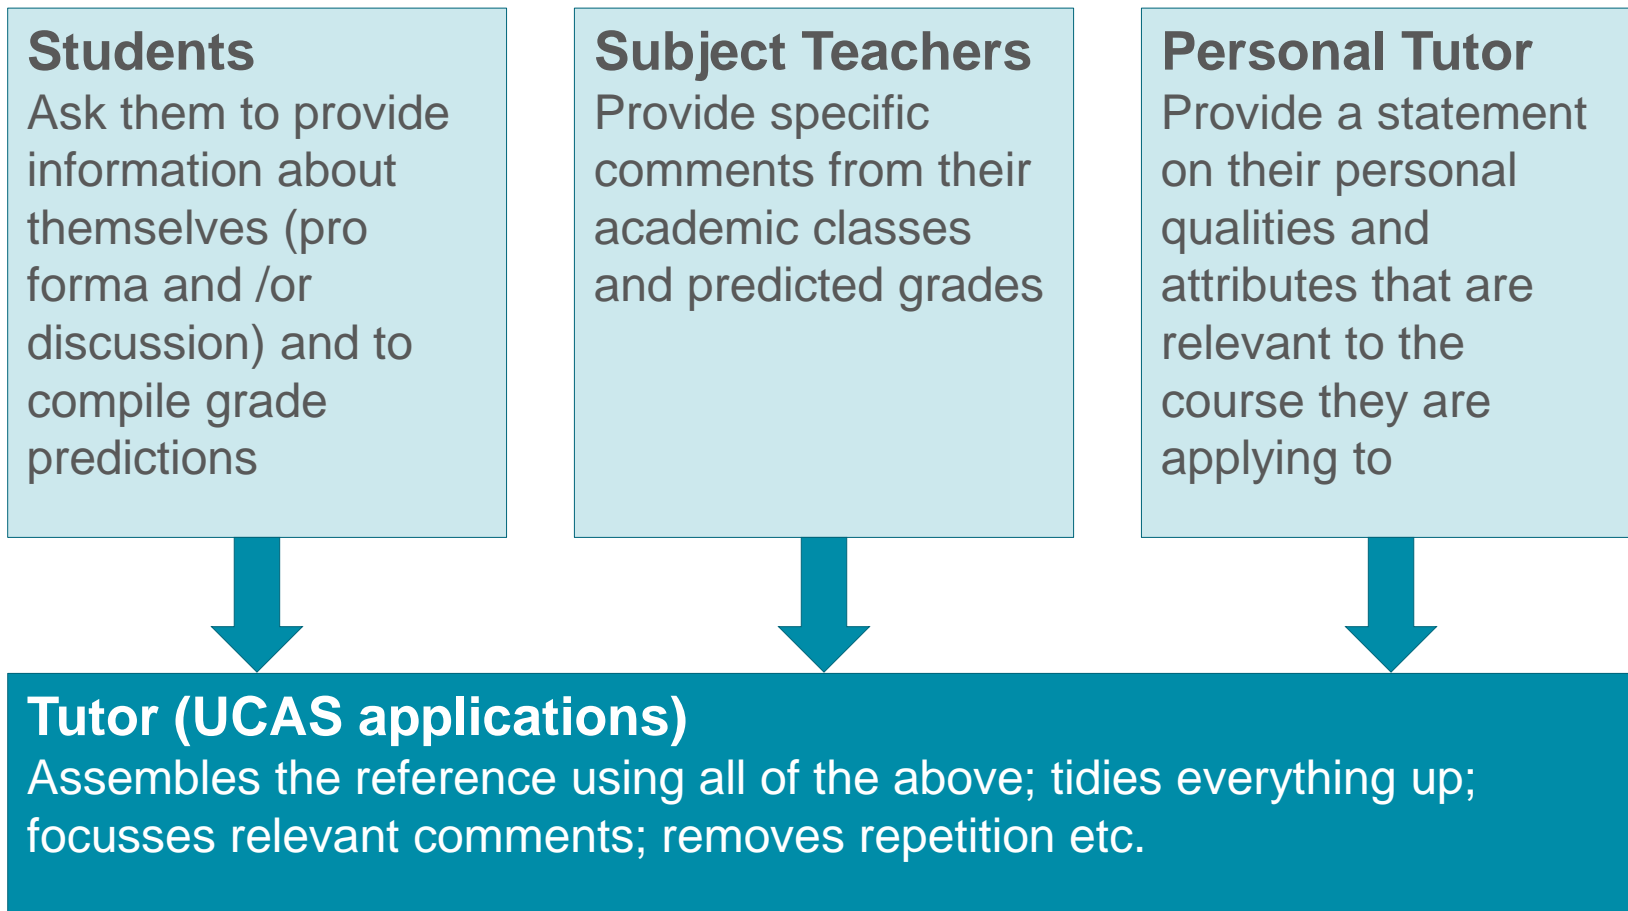 Students
Ask them to provide
information about
themselves (pro
forma and /or
discussion) and to
compile grade
predictions
Subject Teachers
Provide specific
comments from their
academic classes
and predicted grades
Personal Tutor
Provide a statement
on their personal
qualities and
attributes that are
relevant to the
course they are
applying to
Tutor (UCAS applications)
Assembles the reference using all of the above; tidies everything up;
focusses relevant comments; removes repetition etc.